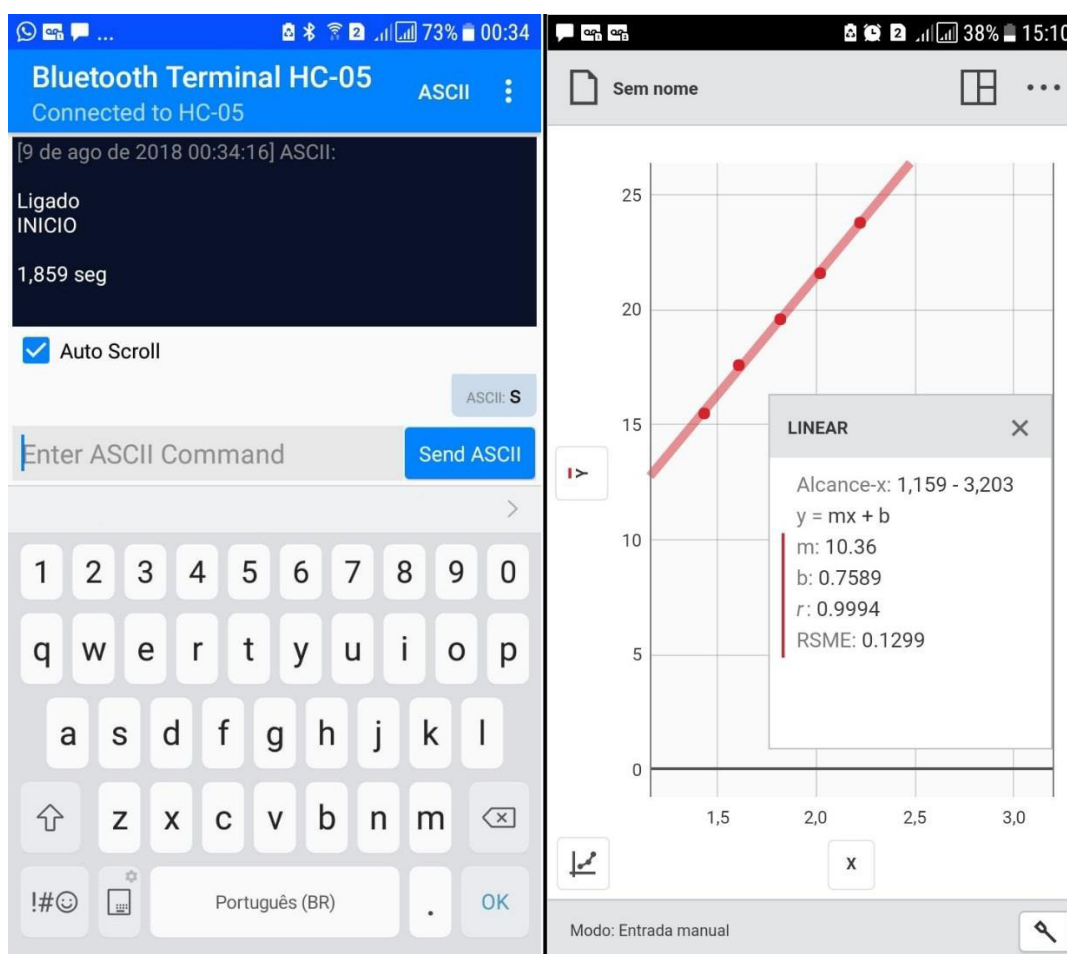 ... 2 73% 00:34
Bluetooth Terminal HC-05
Connected to HC-05
ASCII
[9 de ago de 2018 00:34:16] ASCII:
Ligado
INICIO
1,859 seg
Auto Scroll
ASCII: S
Enter ASCII Command
Send ASCII
1 2 3 4 5 6 7 8 9 0
q w e r t y u i o p
a s d f g h j k l
z x c v b n m
!#☺ Português (BR) . OK
2 38% 15:10
Sem nome
25
20
15
10
5
0
Y
LINEAR
Alcance-x: 1,159 - 3,203
y = mx + b
m: 10.36
b: 0.7589
r: 0.9994
RSME: 0.1299
1,5 2,0 2,5 3,0
X
Modo: Entrada manual